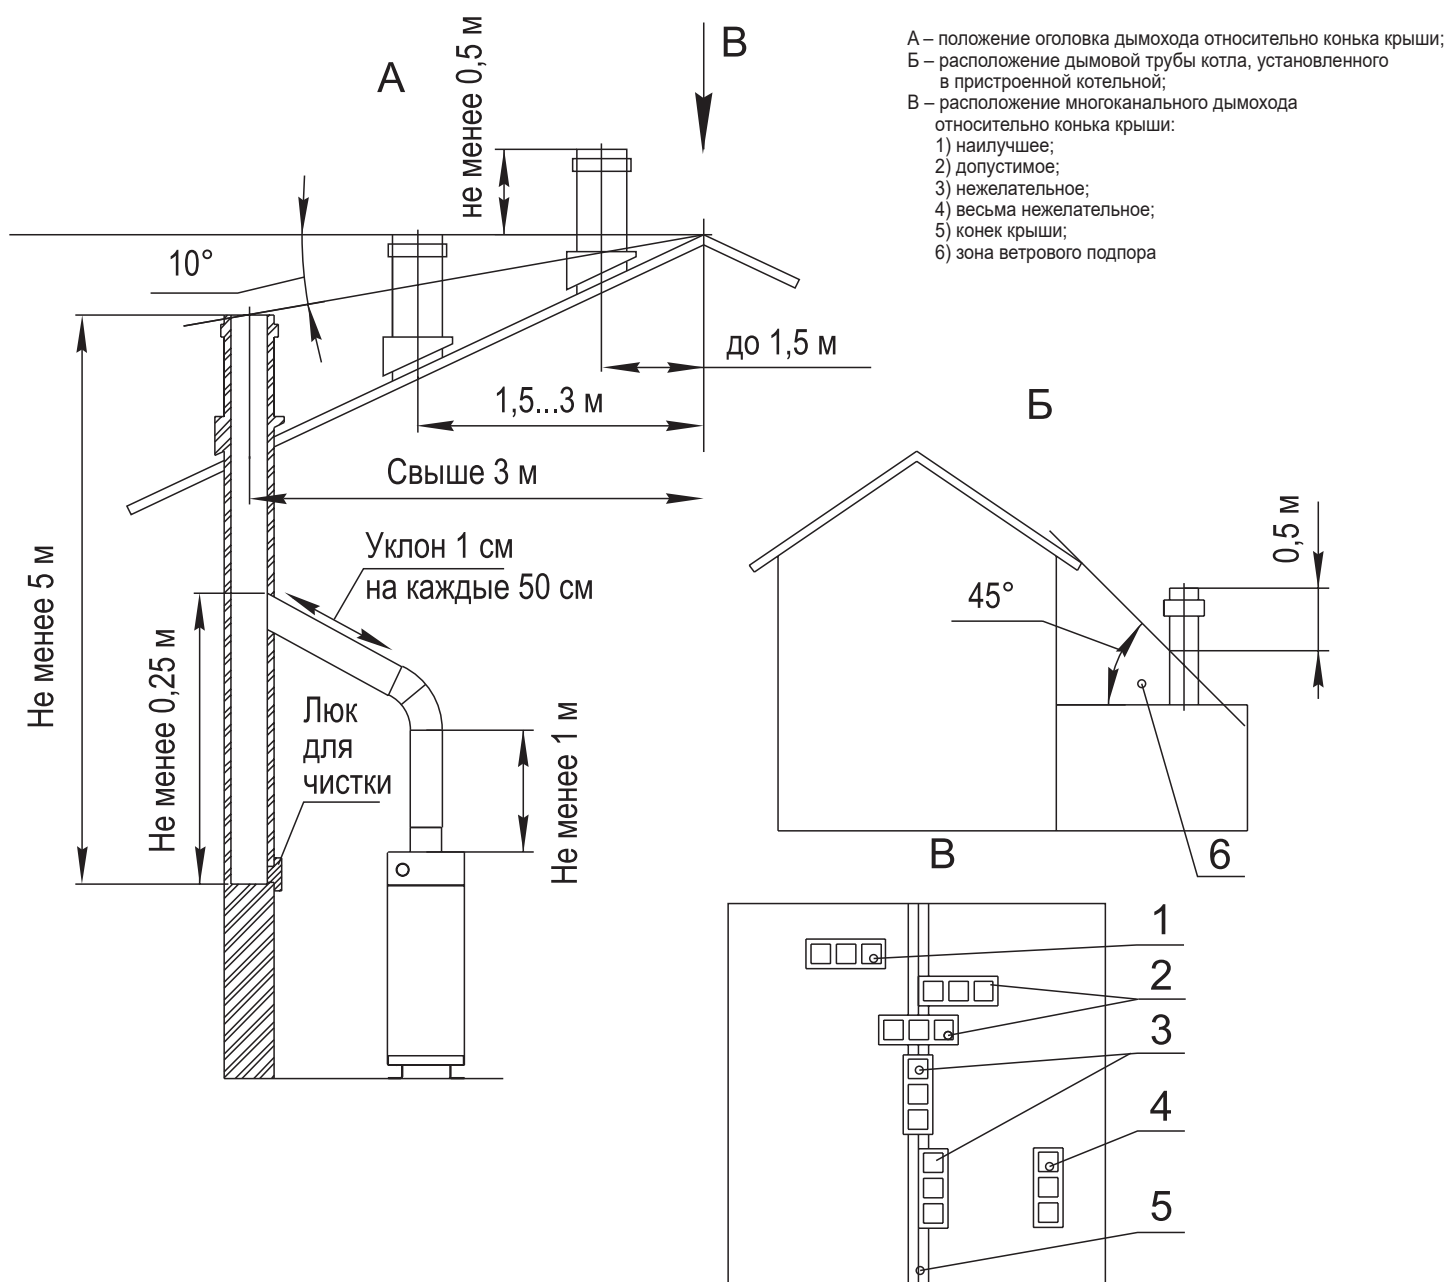 А
не менее 0,5 м
В
А – положение оголовка дымохода относительно конька крыши;
Б – расположение дымовой трубы котла, установленного
в пристроенной котельной;
В – расположение многоканального дымохода
относительно конька крыши:
1) наилучшее;
2) допустимое;
3) нежелательное;
4) весьма нежелательное;
5) конек крыши;
6) зона ветрового подпора
10°
до 1,5 м
1,5...3 м
Свыше 3 м
Не менее 5 м
Уклон 1 см
на каждые 50 см
Не менее 0,25 м
Люк
для
чистки
Не менее 1 м
Б
0,5 м
45°
6
В
1
2
3
4
5